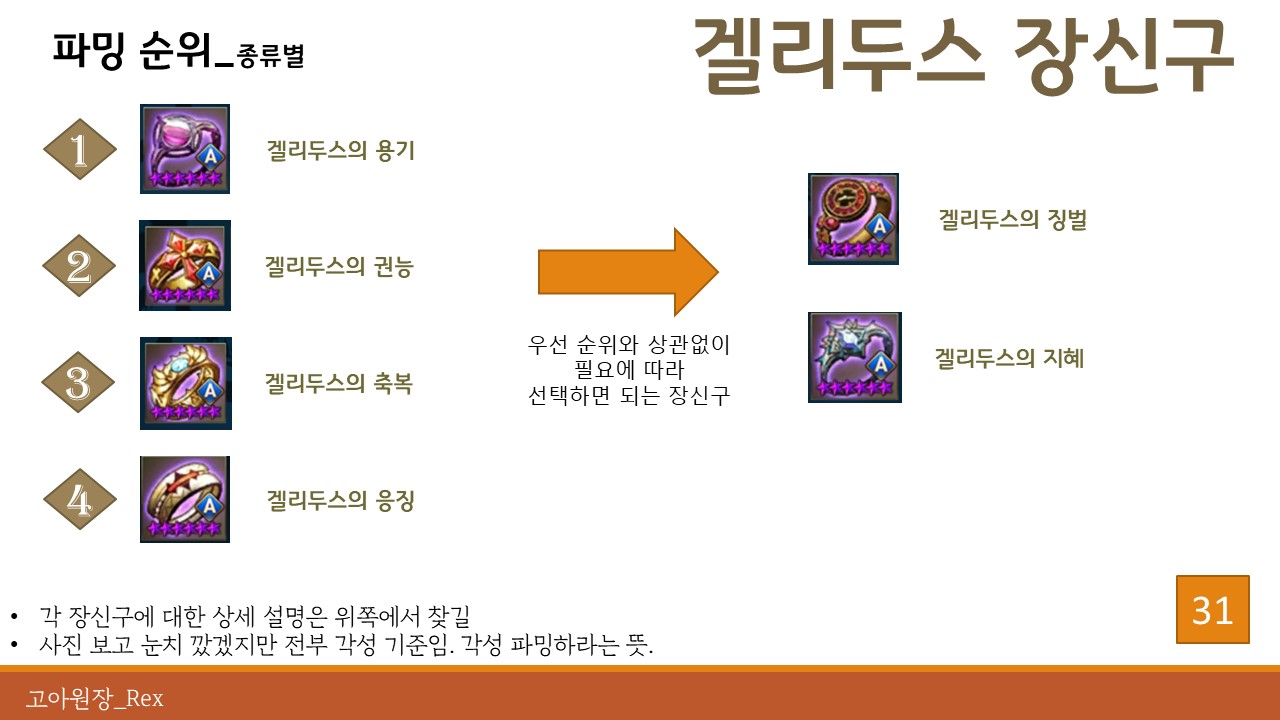 파밍 순위_종류별
겔리두스 장신구
1
A
겔리두스의 용기
2
A
겔리두스의 권능
3
A
겔리두스의 축복
4
A
겔리두스의 응징
우선 순위와 상관없이
필요에 따라
선택하면 되는 장신구
A
겔리두스의 징벌
A
겔리두스의 지혜
• 각 장신구에 대한 상세 설명은 위쪽에서 찾길
• 사진 보고 눈치 깠겠지만 전부 각성 기준임. 각성 파밍하라는 뜻.
31
고아원장_Rex